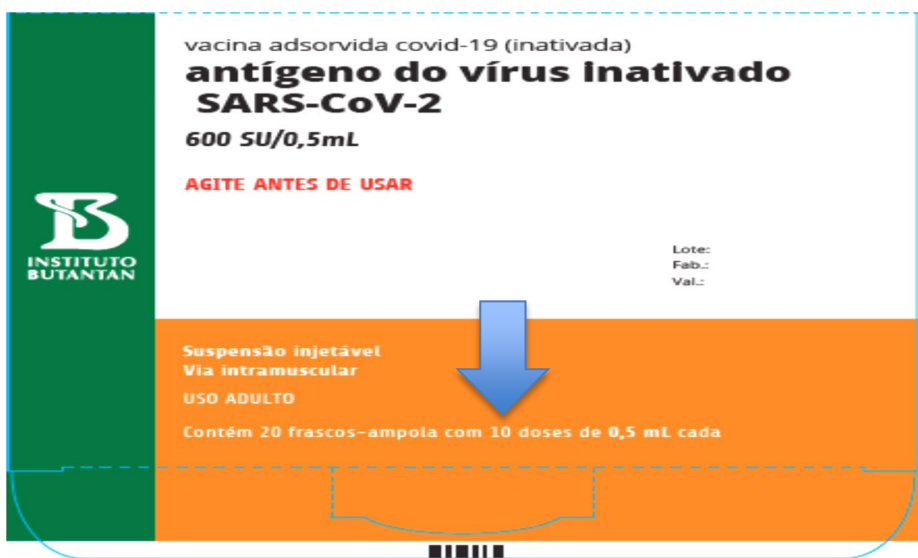 vacina adsorvida covid-19 (inativada)
antígeno do vírus inativado
SARS-CoV-2
600 SU/0,5mL
AGITE ANTES DE USAR
INSTITUTO
BUTANTAN
Lote:
Fab.:
Val.:
Suspensão injetável
Via intramuscular
USO ADULTO
Contém 20 frascos-ampola com 10 doses de 0,5 mL cada